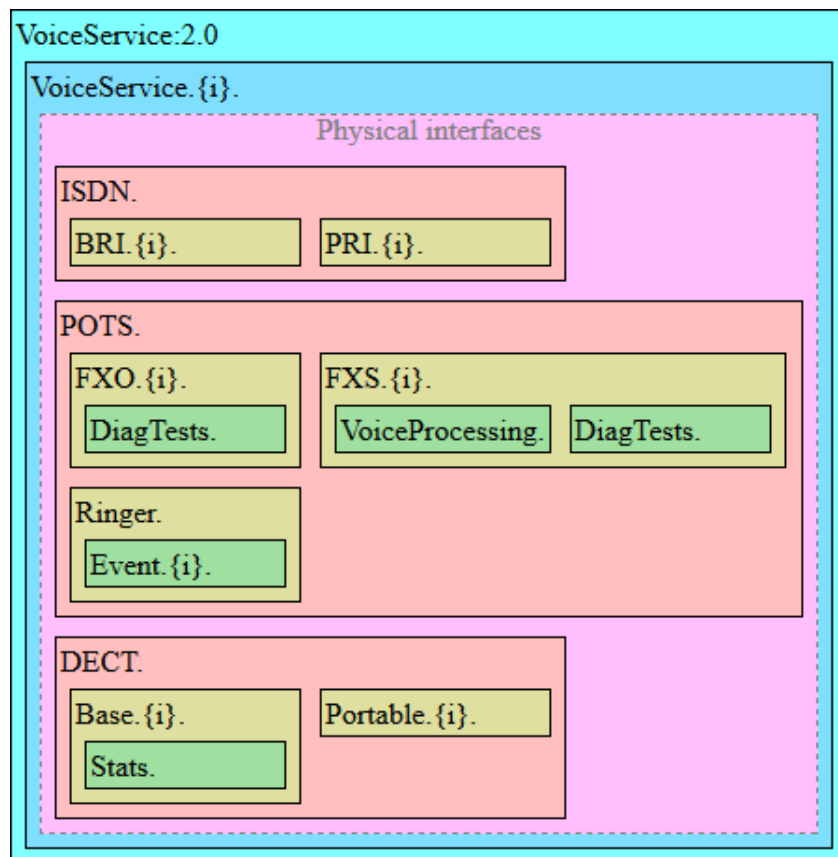 VoiceService:2.0
VoiceService.{i}.
Physical interfaces
ISDN.
BRI.{i}.
PRI.{i}.
POTS.
FXO.{i}.
FXS.{i}.
DiagTests.
VoiceProcessing.
DiagTests.
Ringer.
Event.{i}.
DECT.
Base.{i}.
Portable.{i}.
Stats.